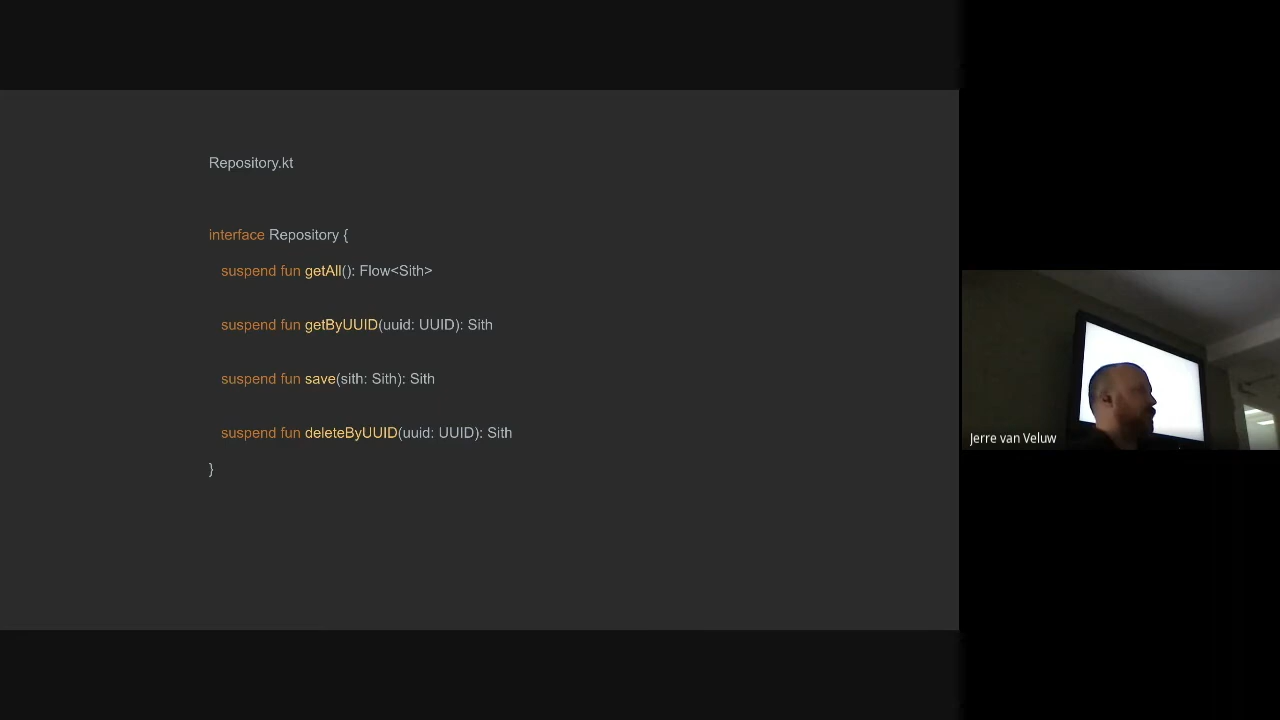 Repository.kt
interface Repository {
suspend fun getAll(): Flow<Sith>
suspend fun getByUUID(uuid: UUID): Sith
suspend fun save(sith: Sith): Sith
suspend fun deleteByUUID(uuid: UUID): Sith
}
Jerre van Veluw